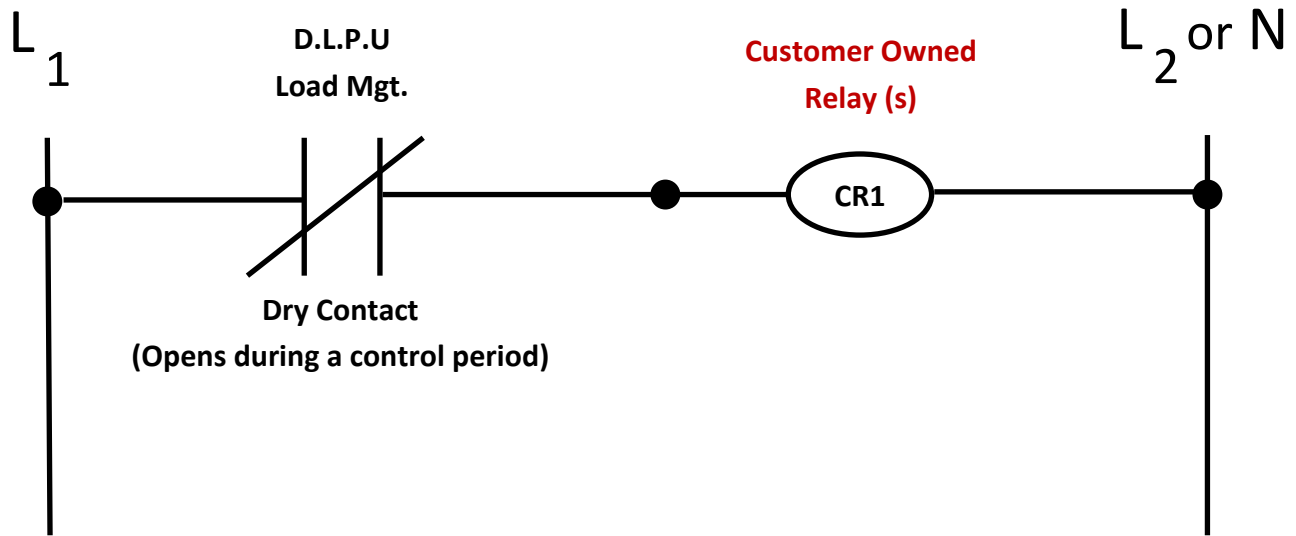 L1
D.L.P.U
Load Mgt.
Customer Owned
Relay (s)
L2 or N
CR1
Dry Contact
(Opens during a control period)